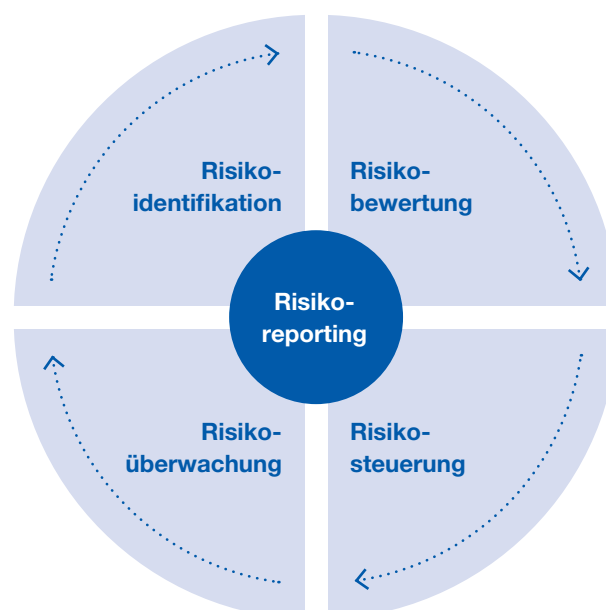 Risiko-
identifikation
Risiko-
bewertung
Risiko-
reporting
Risiko-
überwachung
Risiko-
steuerung